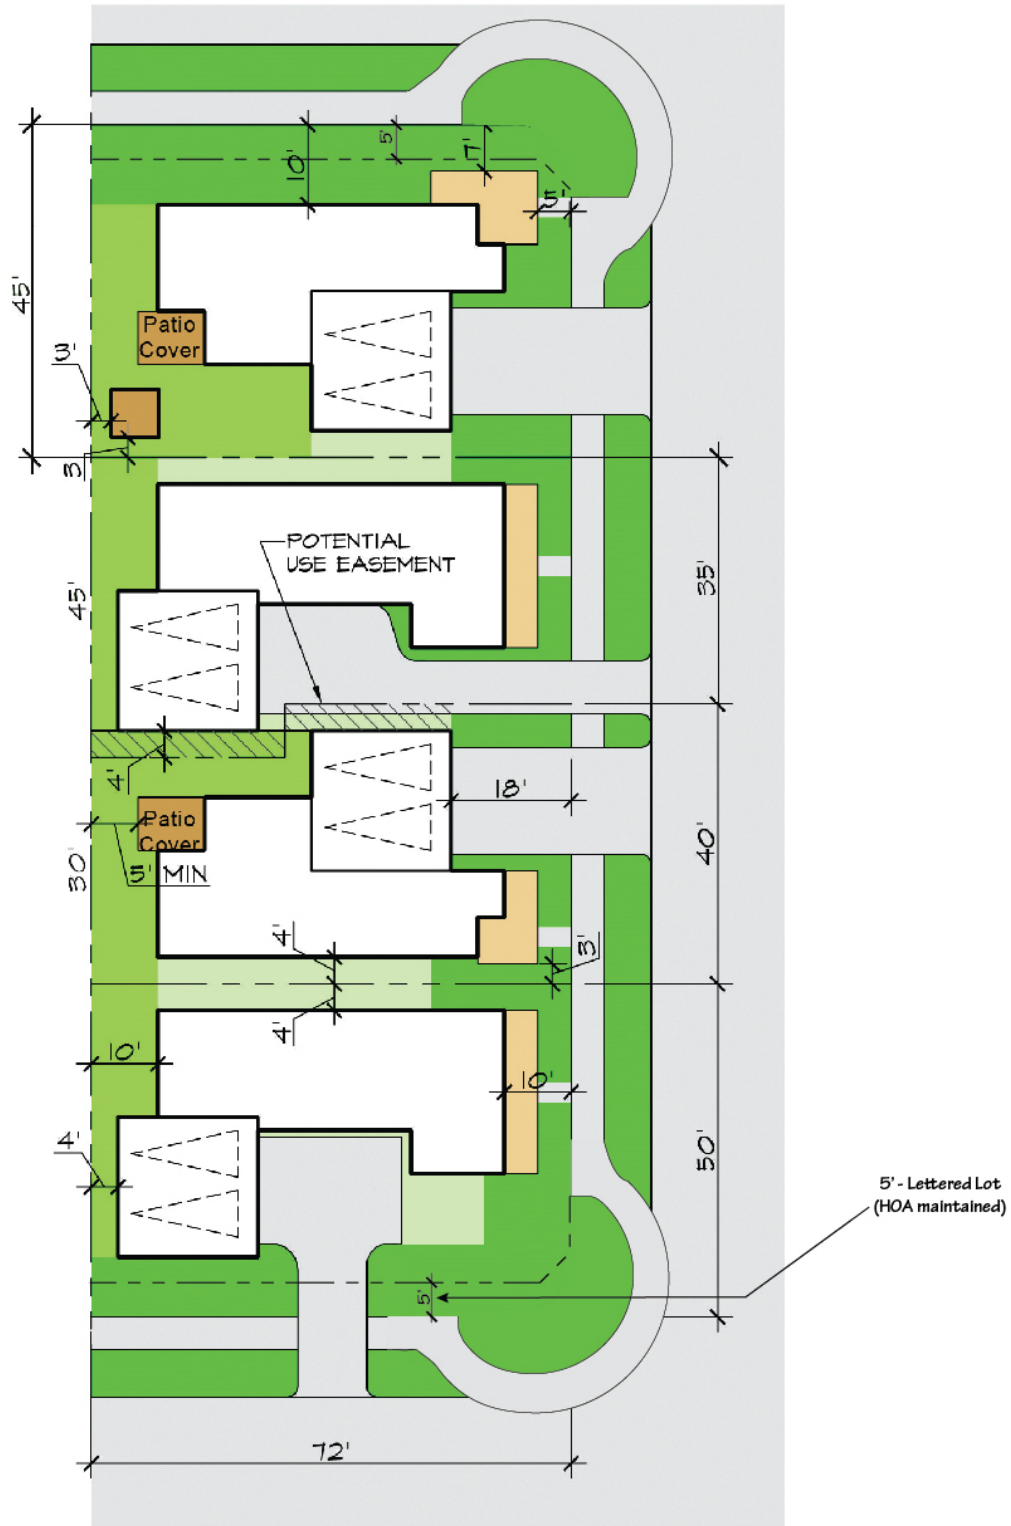 5'
7'
10'
5'
45'
Patio
Cover
3'
3'
POTENTIAL
USE EASEMENT
35'
45'
4'
18'
Patio
Cover
5' MIN
30'
40'
4'
3'
4'
10'
10'
4'
50'
5' - Lettered Lot
(HOA maintained)
5'
72'